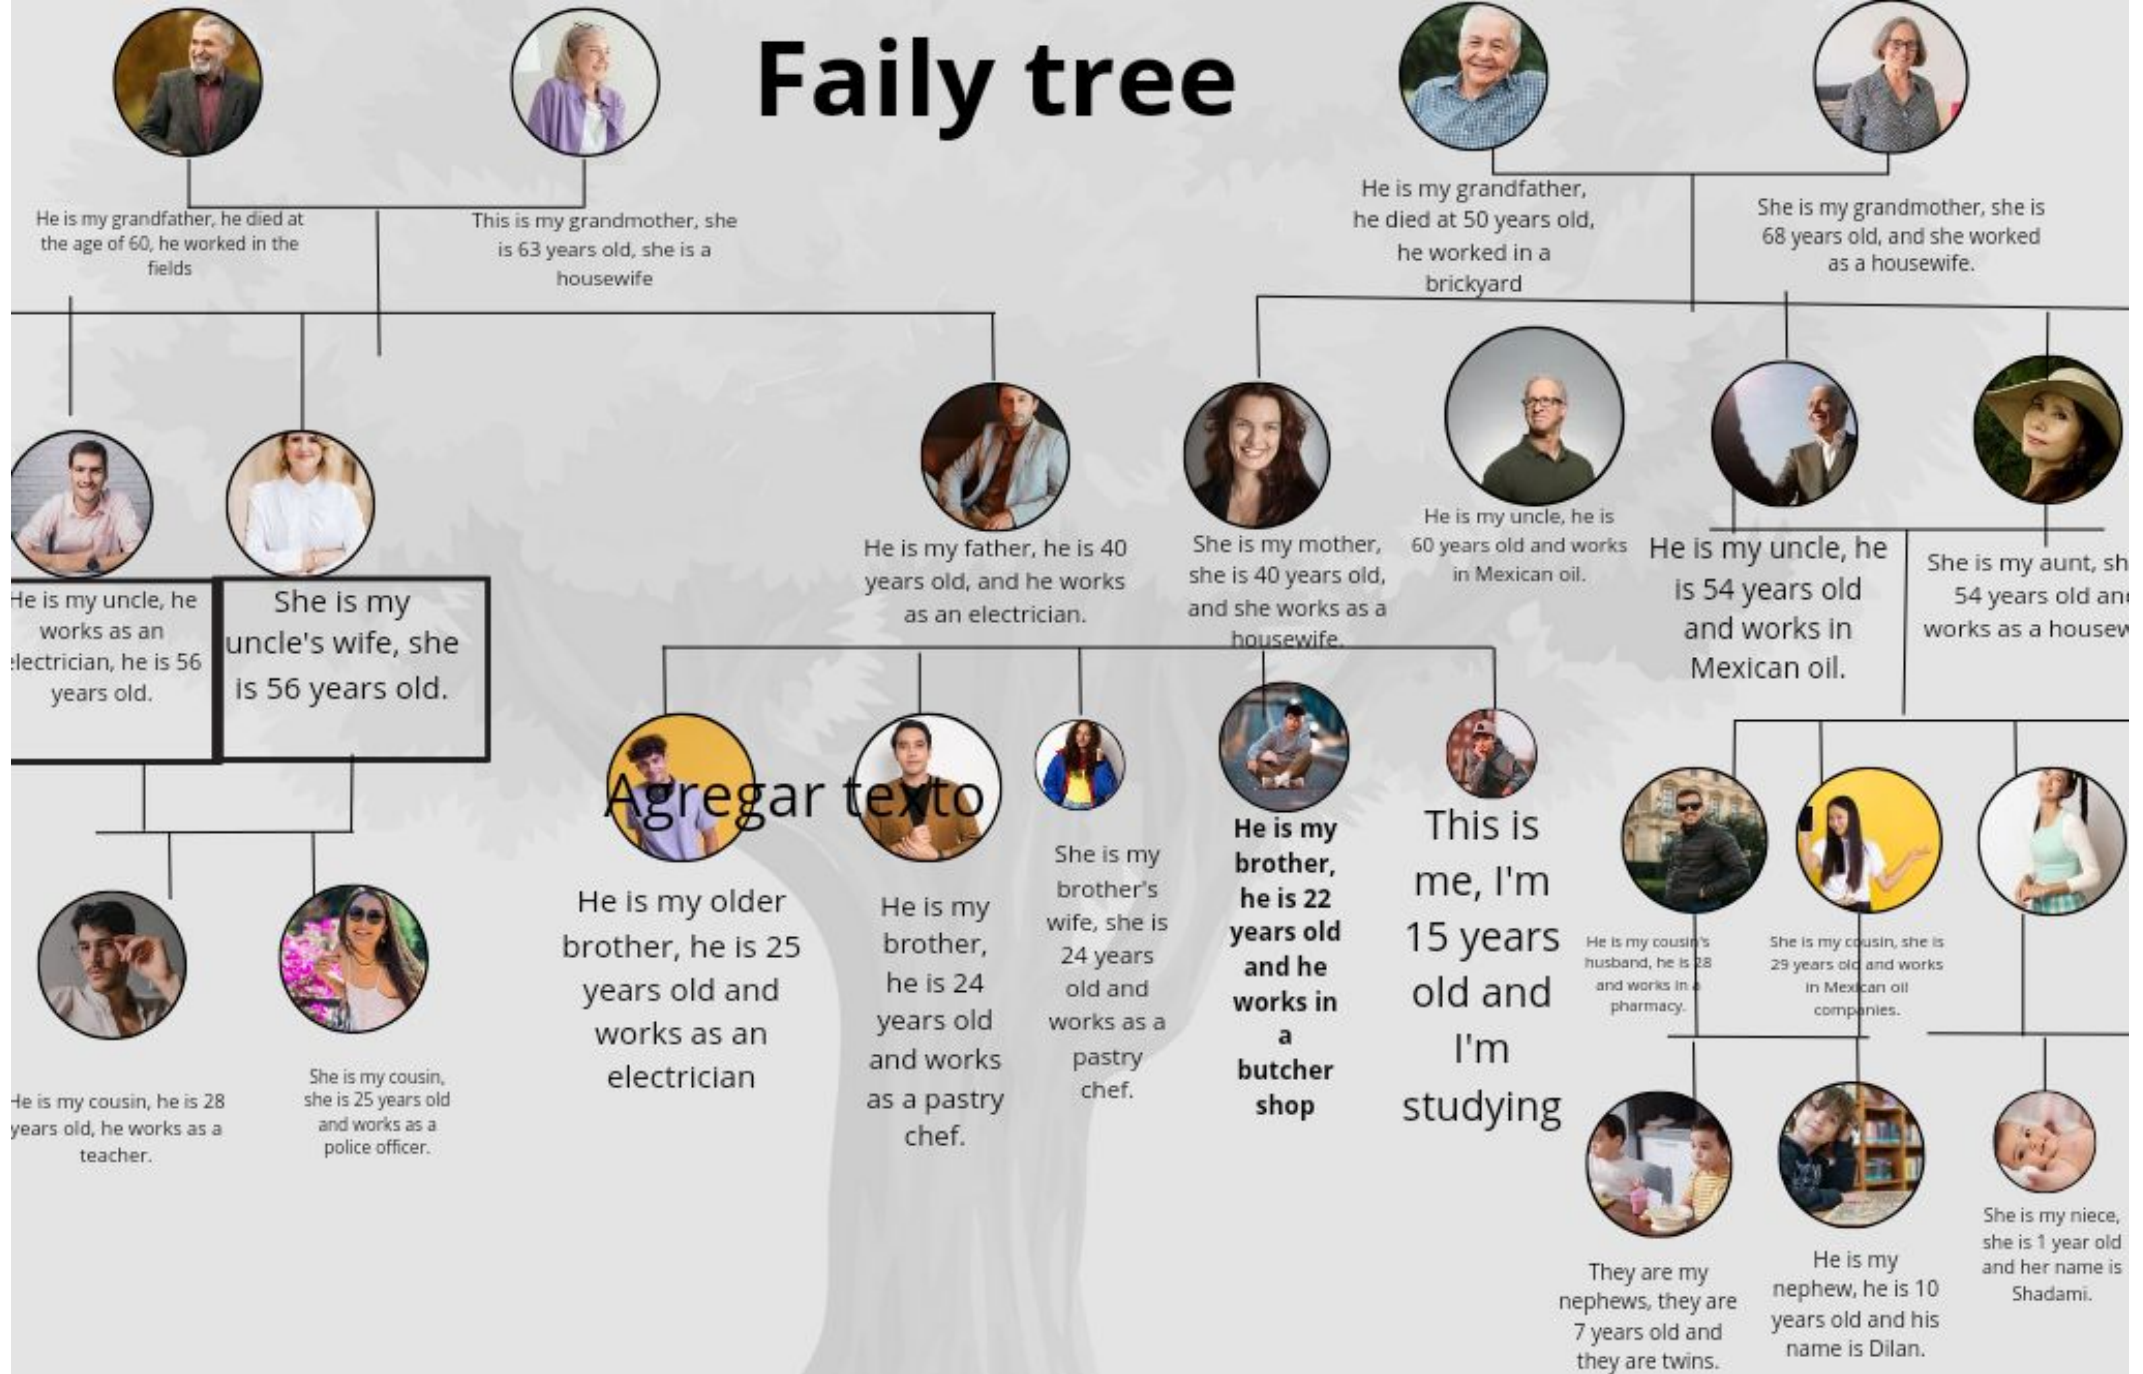 Faily tree
He is my grandfather, he died at
the age of 60, he worked in the
fields
This is my grandmother, she
is 63 years old, she is a
housewife
He is my grandfather,
he died at 50 years old,
he worked in a
brickyard
She is my grandmother, she is
68 years old, and she worked
as a housewife.
He is my uncle, he
works as an
electrician, he is 56
years old.
She is my
uncle's wife, she
is 56 years old.
He is my father, he is 40
years old, and he works
as an electrician.
She is my mother,
she is 40 years old,
and she works as a
housewife.
He is my uncle, he is
60 years old and works
in Mexican oil.
He is my uncle, he
is 54 years old
and works in
Mexican oil.
She is my aunt, sh
54 years old an
works as a housew
Agregar texto
He is my older
brother, he is 25
years old and
works as an
electrician
He is my
brother,
he is 24
years old
and works
as a pastry
chef.
She is my
brother's
wife, she is
24 years
old and
works as a
pastry
chef.
He is my
brother,
he is 22
years old
and he
works in
a
butcher
shop
This is
me, I'm
15 years
old and
I'm
studying
He is my cousin's
husband, he is 28
and works in a
pharmacy.
She is my cousin, she is
29 years old and works
in Mexican oil
companies.
He is my cousin, he is 28
years old, he works as a
teacher.
She is my cousin,
she is 25 years old
and works as a
police officer.
They are my
nephews, they are
7 years old and
they are twins.
He is my
nephew, he is 10
years old and his
name is Dilan.
She is my niece,
she is 1 year old
and her name is
Shadami.